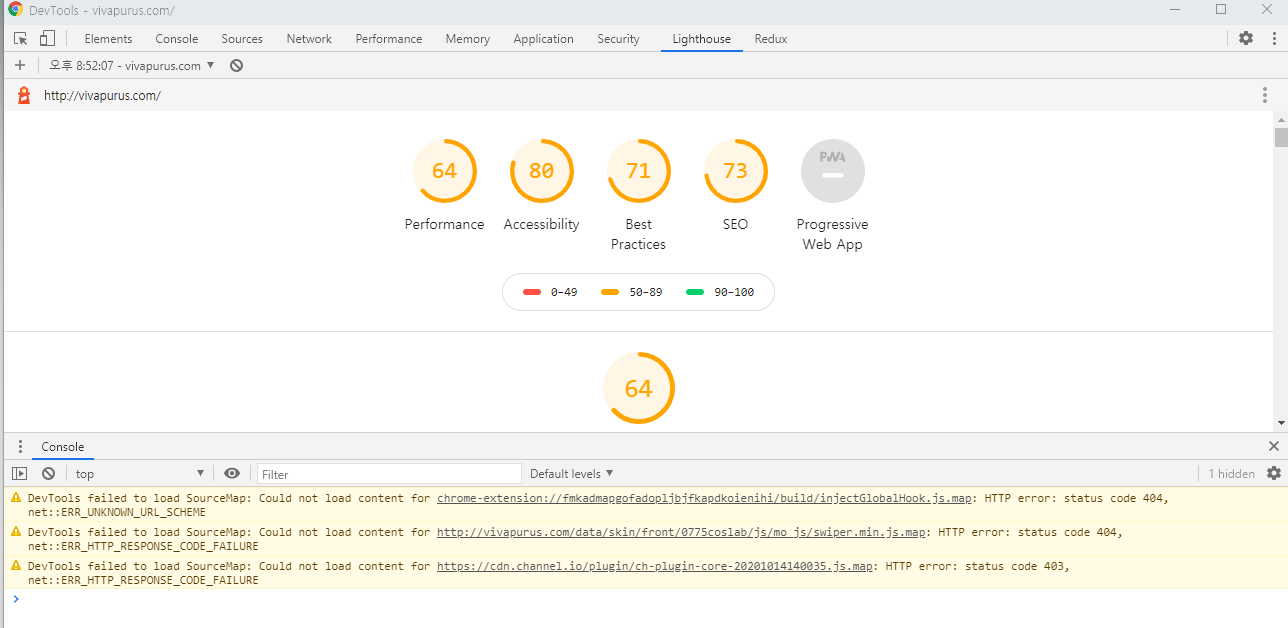 DevTools - vivapurus.com/
Elements Console Sources Network Performance Memory Application Security Lighthouse Redux
오후 8:52:07 - vivapurus.com
http://vivapurus.com/
64 80 71 73 PWA
Performance Accessibility Best Practices SEO Progressive Web App
0–49 50–89 90–100
64
Console
top Filter Default levels 1 hidden
DevTools failed to load SourceMap: Could not load content for chrome-extension://fmkadmapgofadopljbjfkapdkoienihi/build/injectGlobalHook.js.map: HTTP error: status code 404,
net::ERR_UNKNOWN_URL_SCHEME
DevTools failed to load SourceMap: Could not load content for http://vivapurus.com/data/skin/front/0775coslab/js/mo_js/swiper.min.js.map: HTTP error: status code 404,
net::ERR_HTTP_RESPONSE_CODE_FAILURE
DevTools failed to load SourceMap: Could not load content for https://cdn.channel.io/plugin/ch-plugin-core-20201014140035.js.map: HTTP error: status code 403,
net::ERR_HTTP_RESPONSE_CODE_FAILURE